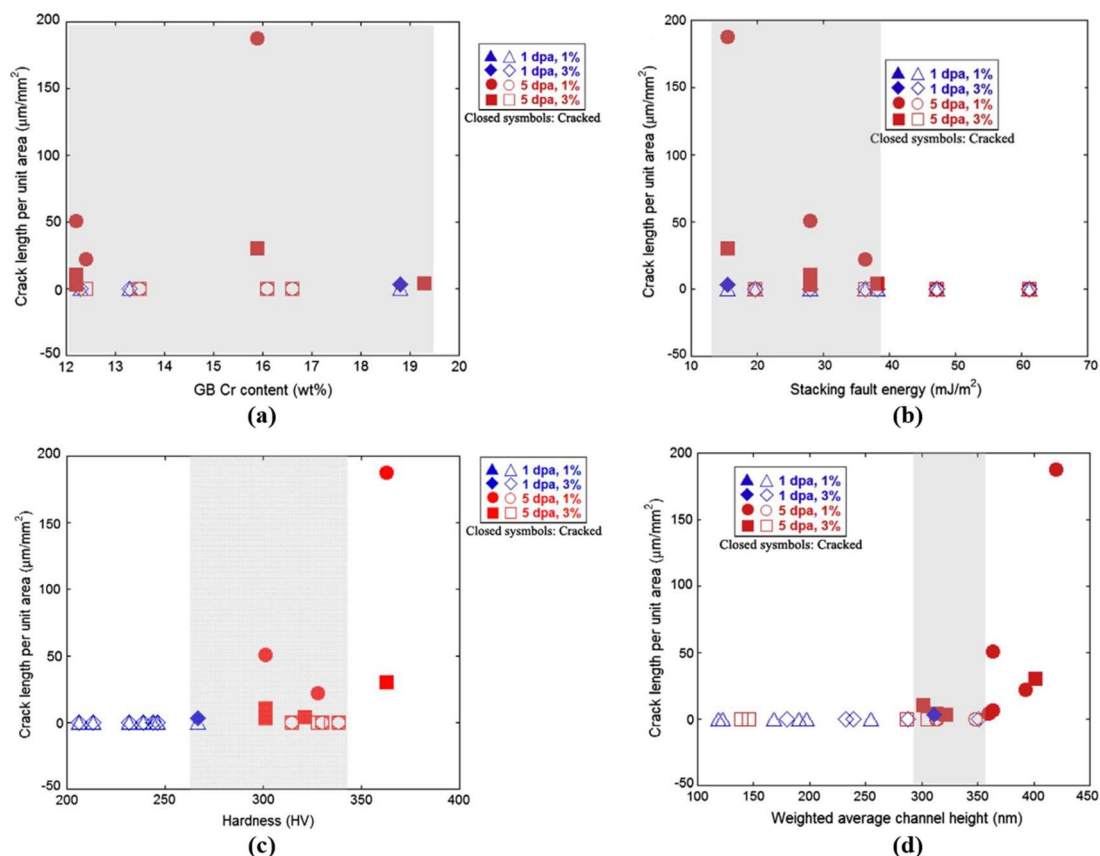 200
150
100
50
0
-50
Crack length per unit area (μm/mm²)
12 13 14 15 16 17 18 19 20
GB Cr content (wt%)
1 dpa, 1%
1 dpa, 3%
5 dpa, 1%
5 dpa, 3%
Closed sysmbols: Cracked
(a)
200
150
100
50
0
-50
Crack length per unit area (μm/mm²)
10 20 30 40 50 60 70
Stacking fault energy (mJ/m²)
1 dpa, 1%
1 dpa, 3%
5 dpa, 1%
5 dpa, 3%
Closed sysmbols: Cracked
(b)
200
150
100
50
0
-50
Crack length per unit area (μm/mm²)
200 250 300 350 400
Hardness (HV)
1 dpa, 1%
1 dpa, 3%
5 dpa, 1%
5 dpa, 3%
Closed sysmbols: Cracked
(c)
200
150
100
50
0
-50
Crack length per unit area (μm/mm²)
100 150 200 250 300 350 400 450
Weighted average channel height (nm)
1 dpa, 1%
1 dpa, 3%
5 dpa, 1%
5 dpa, 3%
Closed sysmbols: Cracked
(d)